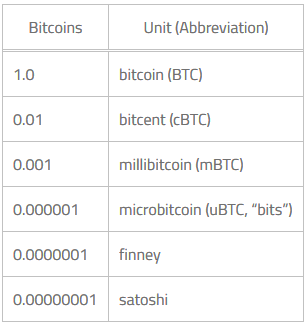 Bitcoins Unit (Abbreviation)
1.0 bitcoin (BTC)
0.01 bitcent (cBTC)
0.001 millibitcoin (mBTC)
0.000001 microbitcoin (uBTC, “bits”)
0.0000001 finney
0.00000001 satoshi